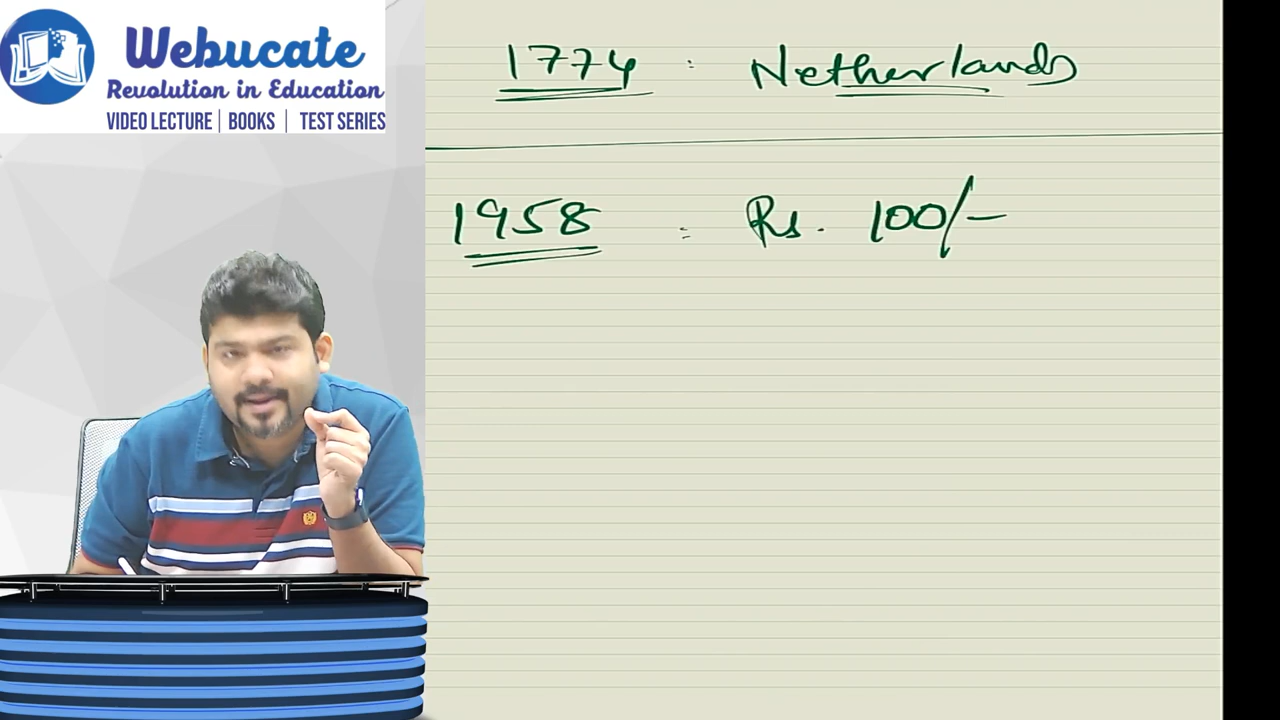 Webucate
Revolution in Education
VIDEO LECTURE | BOOKS | TEST SERIES
1774 : Netherlands
1958 : Rs. 100/-